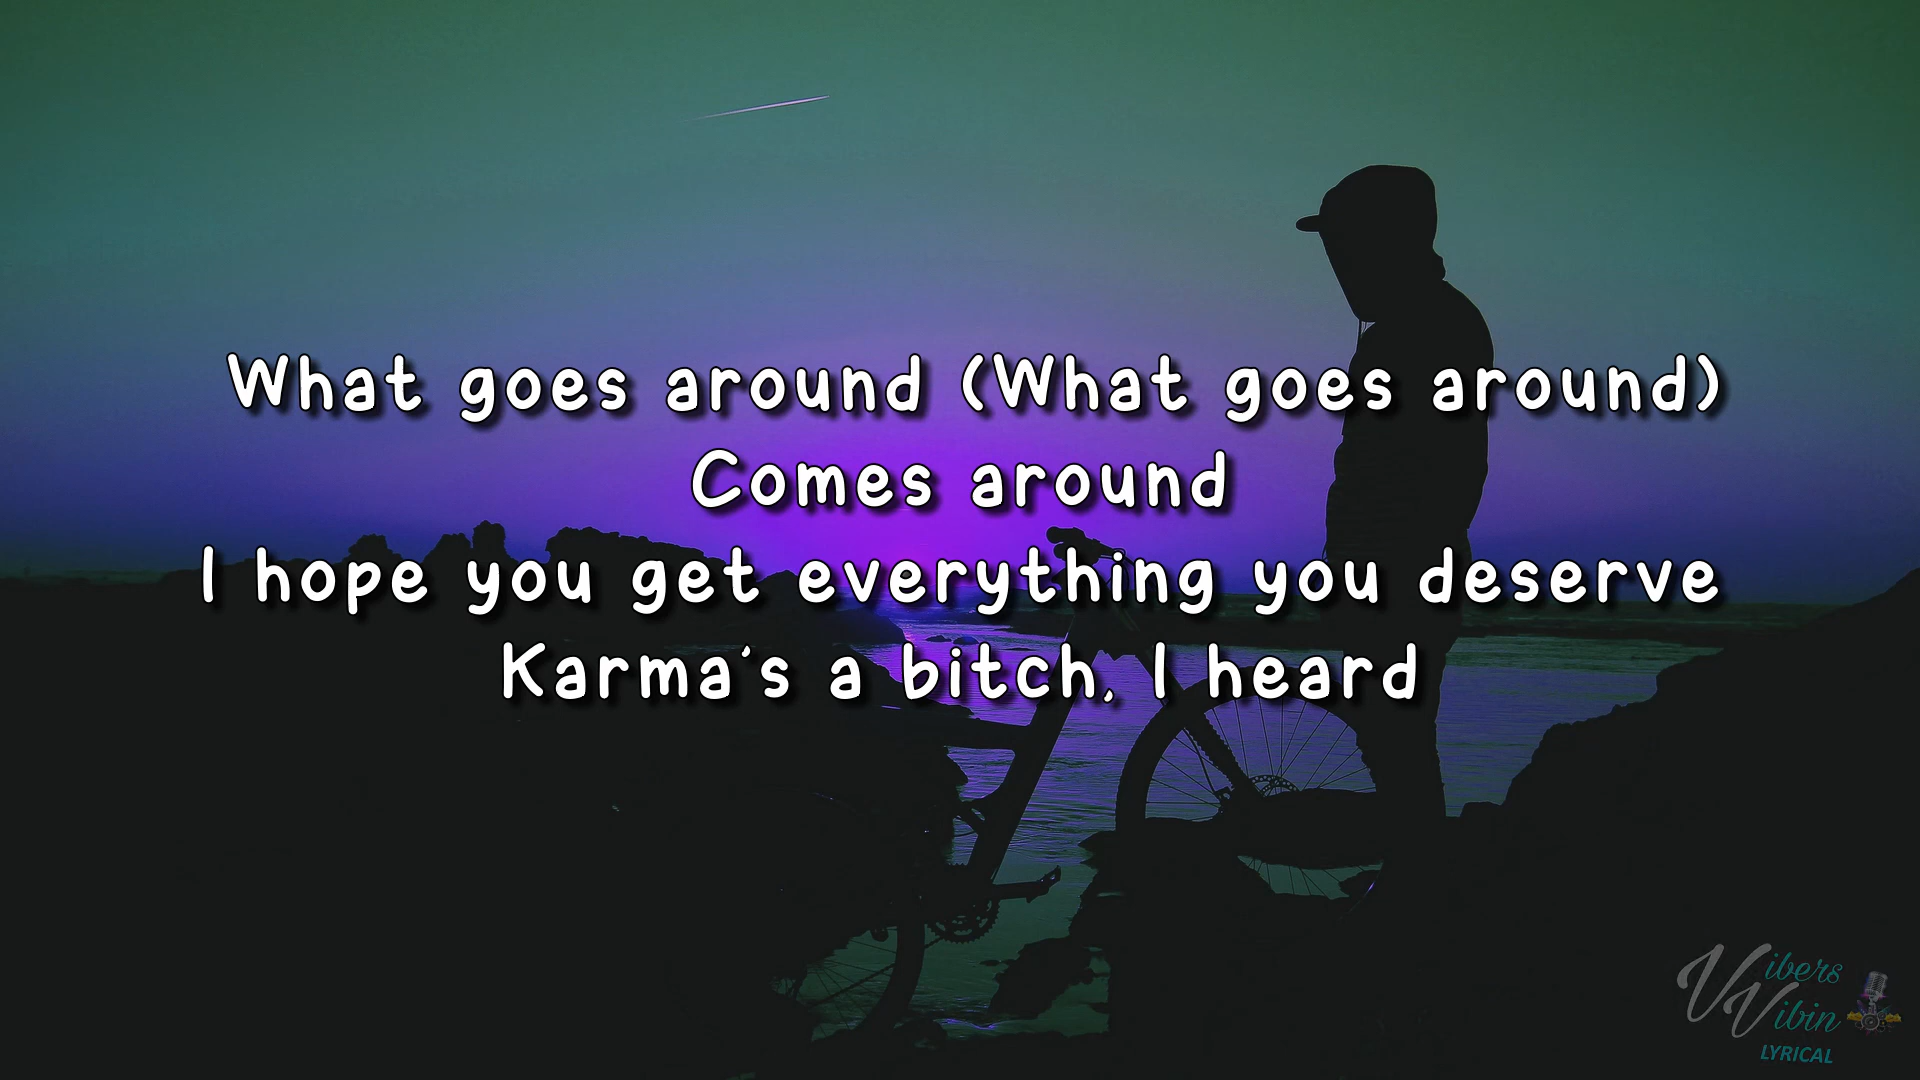 What goes around (What goes around)
Comes around
I hope you get everything you deserve
Karma's a bitch, I heard
Vibers
Vibin
LYRICAL